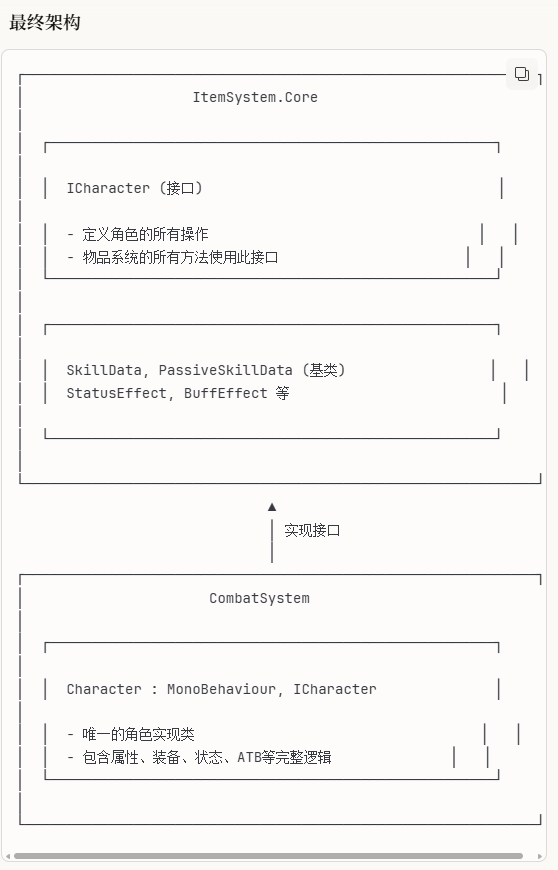 最终架构
ItemSystem.Core
ICharacter (接口)
- 定义角色的所有操作
- 物品系统的所有方法使用此接口
SkillData, PassiveSkillData (基类)
StatusEffect, BuffEffect 等
实现接口
CombatSystem
Character : MonoBehaviour, ICharacter
- 唯一的角色实现类
- 包含属性、装备、状态、ATB等完整逻辑